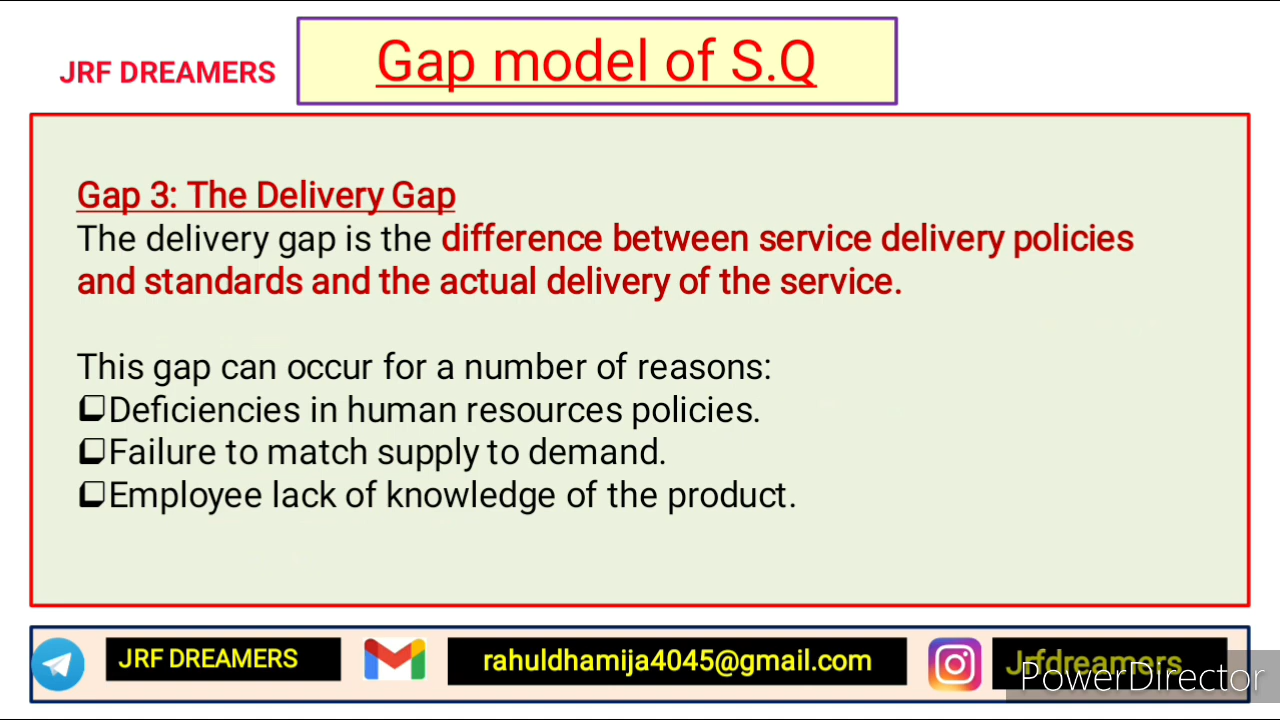 JRF DREAMERS
Gap model of S.Q
Gap 3: The Delivery Gap
The delivery gap is the difference between service delivery policies
and standards and the actual delivery of the service.
This gap can occur for a number of reasons:
❑Deficiencies in human resources policies.
❑Failure to match supply to demand.
❑Employee lack of knowledge of the product.
JRF DREAMERS
rahuldhamija4045@gmail.com
Jrfdreamers
PowerDirector